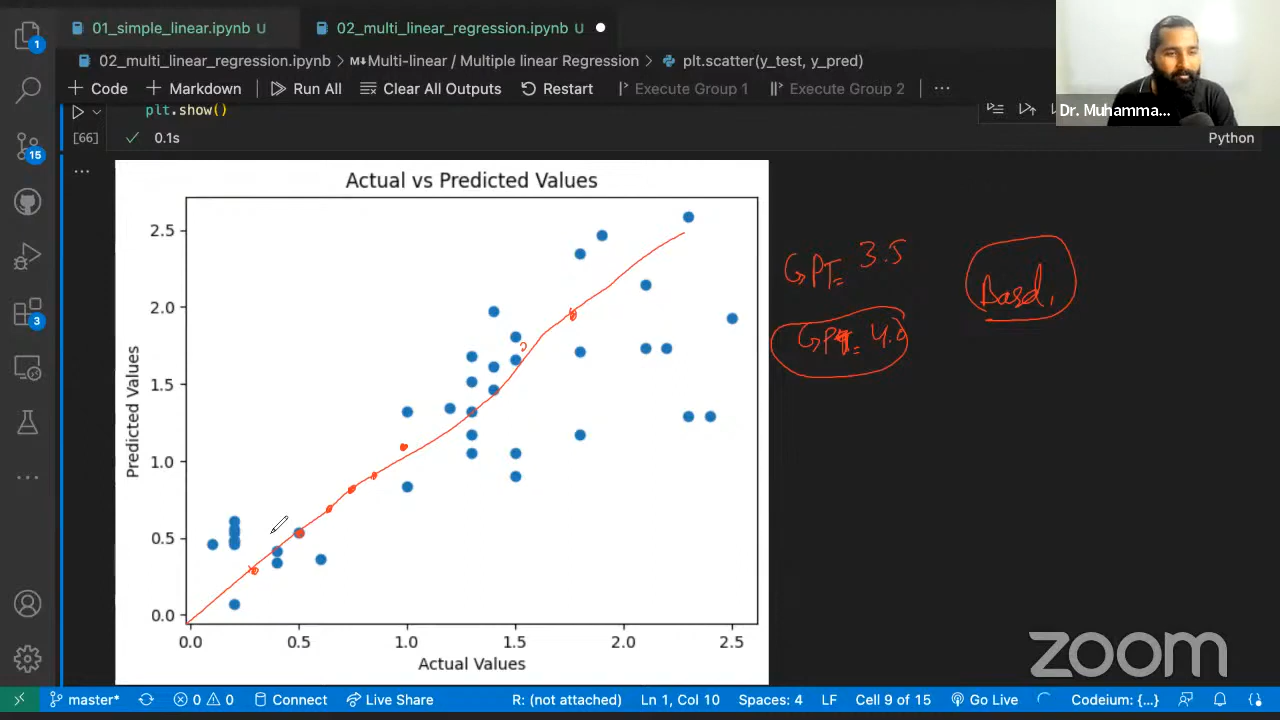 01_simple_linear.ipynb U
02_multi_linear_regression.ipynb U
1
02_multi_linear_regression.ipynb > M↓ Multi-linear / Multiple linear Regression > plt.scatter(y_test, y_pred)
+ Code + Markdown Run All Clear All Outputs Restart Execute Group 1 Execute Group 2 ...
Dr. Muhamma...
plt.show()
[66] 0.1s
Python
15
3
Actual vs Predicted Values
2.5
2.0
1.5
1.0
0.5
0.0
Predicted Values
0.0 0.5 1.0 1.5 2.0 2.5
Actual Values
GPT= 3.5
GPT= 4.0
zoom
master* 0 0 Connect Live Share R: (not attached) Ln 1, Col 10 Spaces: 4 LF Cell 9 of 15 Go Live Codeium: {...}